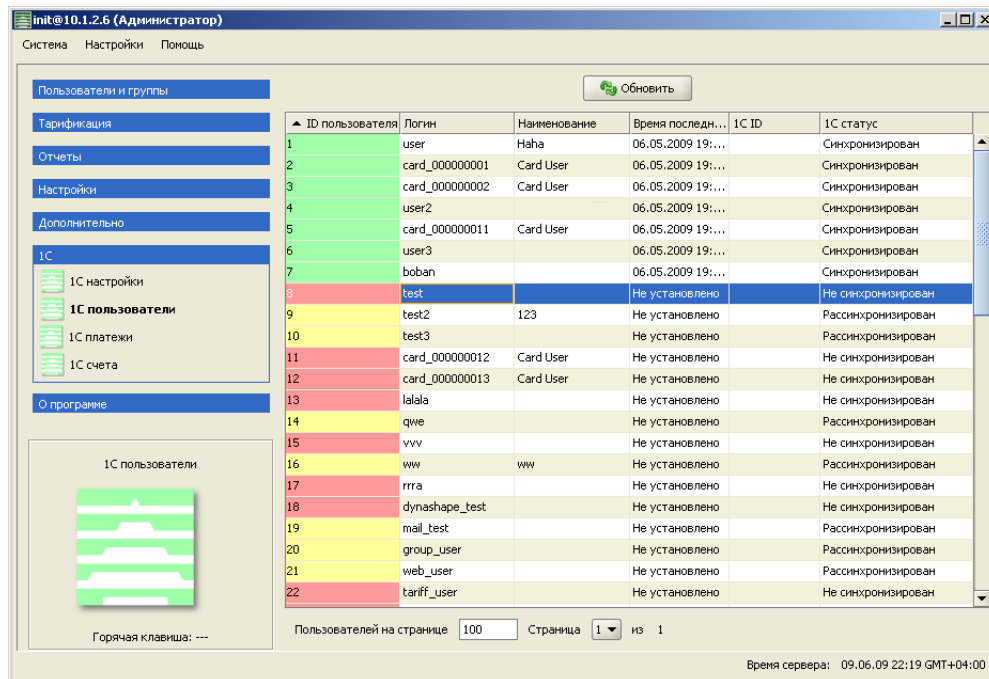 init@10.1.2.6 (Администратор)
Система Настройки Помощь
Пользователи и группы
Тарификация
Отчеты
Настройки
Дополнительно
1С
1С настройки
1С пользователи
1С платежи
1С счета
О программе
1С пользователи
Горячая клавиша: ---
Обновить
ID пользователя Логин Наименование Время последн... 1С ID 1С статус
1 user Haha 06.05.2009 19:... Синхронизирован
2 card_000000001 Card User 06.05.2009 19:... Синхронизирован
3 card_000000002 Card User 06.05.2009 19:... Синхронизирован
4 user2 06.05.2009 19:... Синхронизирован
5 card_000000011 Card User 06.05.2009 19:... Синхронизирован
6 user3 06.05.2009 19:... Синхронизирован
7 boban 06.05.2009 19:... Синхронизирован
8 test Не установлено Не синхронизирован
9 test2 123 Не установлено Рассинхронизирован
10 test3 Не установлено Рассинхронизирован
11 card_000000012 Card User Не установлено Не синхронизирован
12 card_000000013 Card User Не установлено Не синхронизирован
13 lalala Не установлено Не синхронизирован
14 qwe Не установлено Рассинхронизирован
15 vvv Не установлено Не синхронизирован
16 ww ww Не установлено Рассинхронизирован
17 rrra Не установлено Не синхронизирован
18 dynashape_test Не установлено Не синхронизирован
19 mail_test Не установлено Рассинхронизирован
20 group_user Не установлено Рассинхронизирован
21 web_user Не установлено Рассинхронизирован
22 tariff_user Не установлено Не синхронизирован
Пользователей на странице 100 Страница 1 из 1
Время сервера: 09.06.09 22:19 GMT+04:00